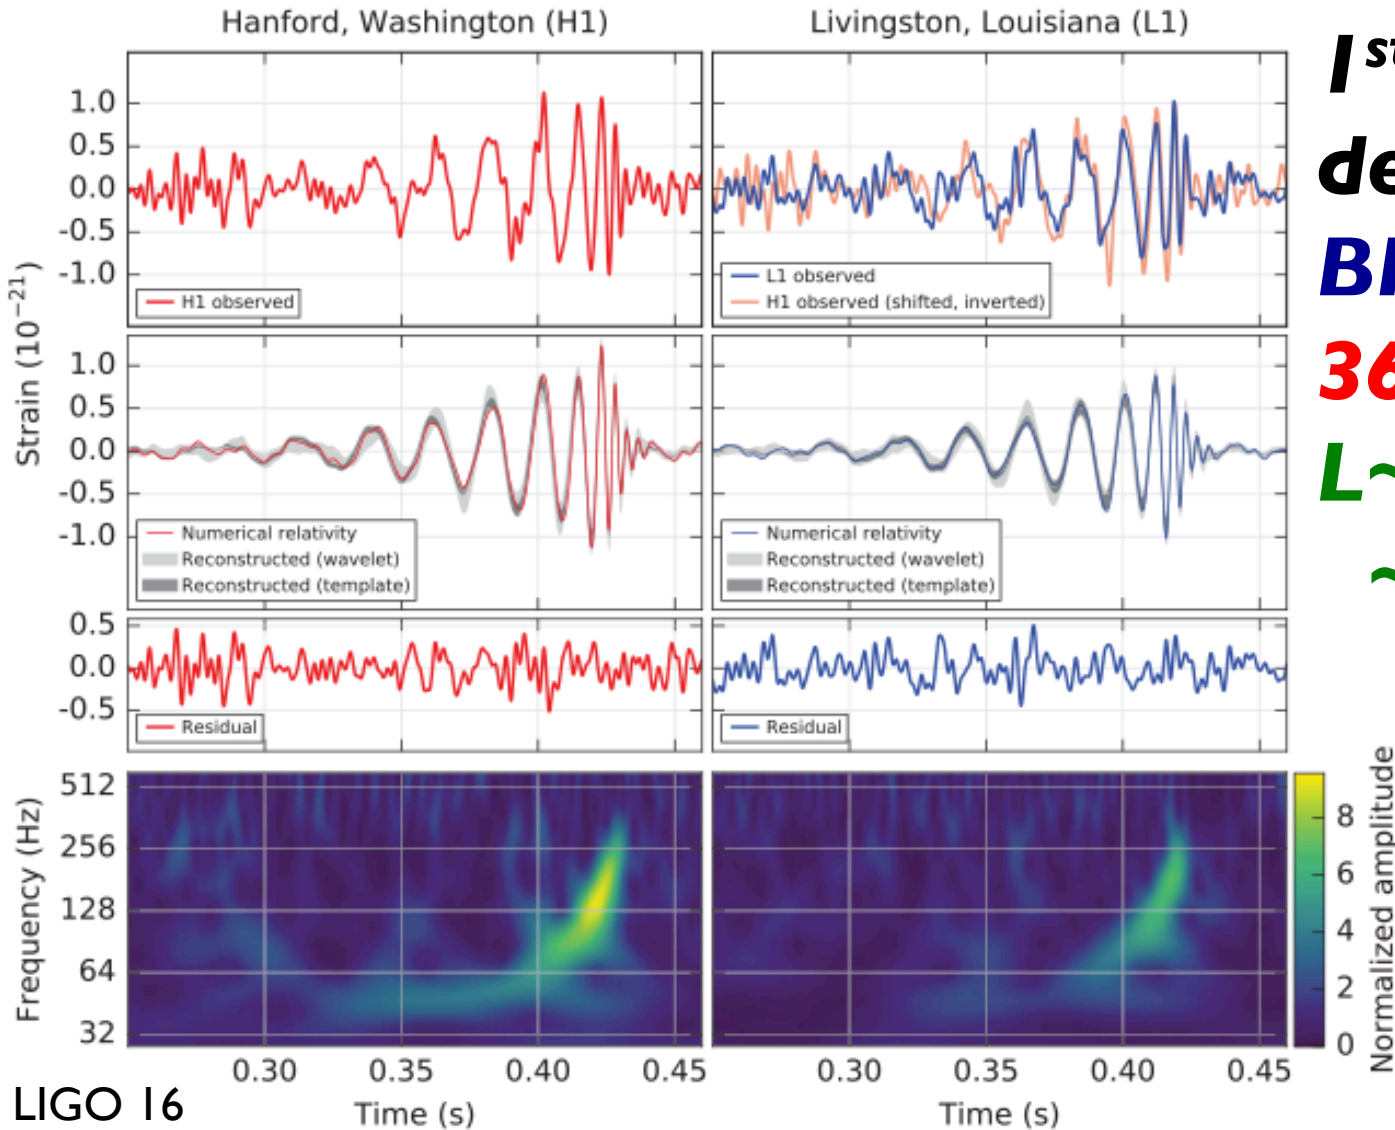 Hanford, Washington (H1)
Livingston, Louisiana (L1)
Strain (10⁻²¹)
1.0
0.5
0.0
-0.5
-1.0
H1 observed
L1 observed
H1 observed (shifted, inverted)
1.0
0.5
0.0
-0.5
-1.0
Numerical relativity
Reconstructed (wavelet)
Reconstructed (template)
Numerical relativity
Reconstructed (wavelet)
Reconstructed (template)
0.5
0.0
-0.5
Residual
Residual
Frequency (Hz)
512
256
128
64
32
Normalized amplitude
8
6
4
2
0
0.30 0.35 0.40 0.45
0.30 0.35 0.40 0.45
Time (s)
Time (s)
LIGO 16
1st
de
36
L~
~